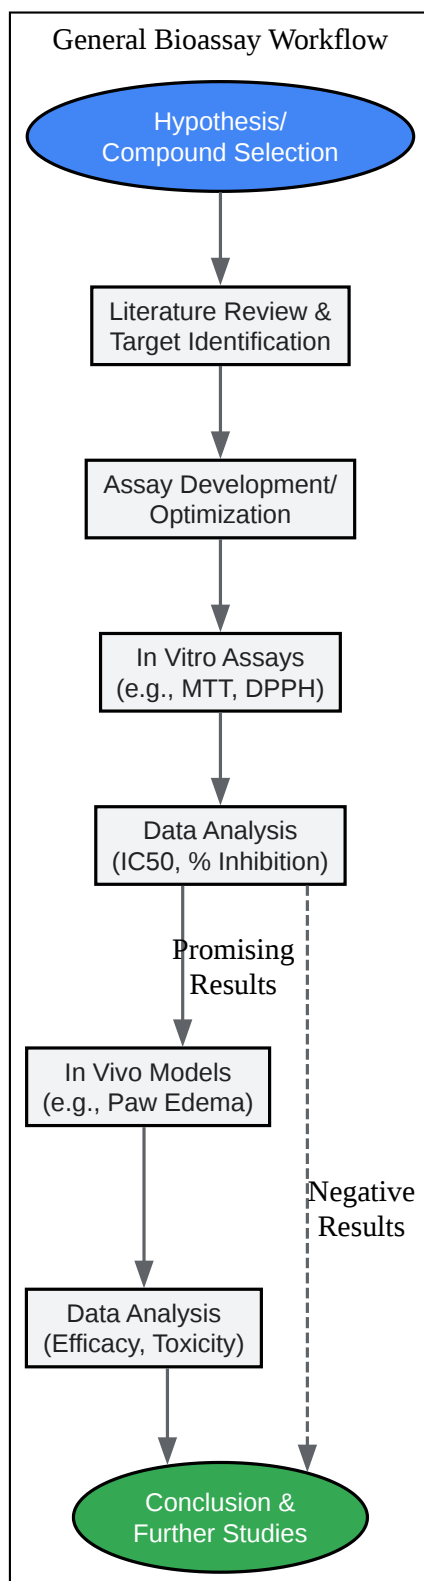 General Bioassay Workflow
Hypothesis/
Compound Selection
Literature Review &
Target Identification
Assay Development/
Optimization
In Vitro Assays
(e.g., MTT, DPPH)
Data Analysis
(IC50, % Inhibition)
Promising
Results
In Vivo Models
(e.g., Paw Edema)
Negative
Results
Data Analysis
(Efficacy, Toxicity)
Conclusion &
Further Studies